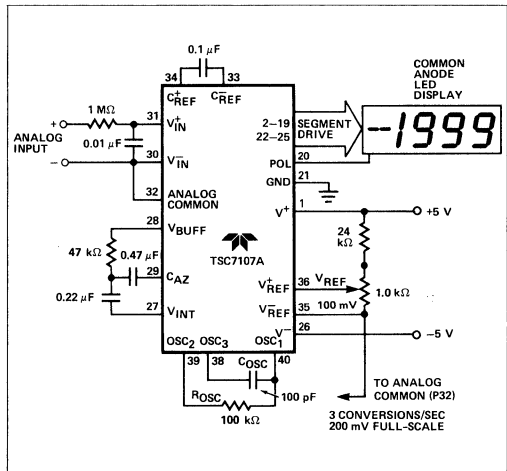 0.1 μF
34
33
C+REF
C−REF
COMMON
ANODE
LED
DISPLAY
1 MΩ
31
V+IN
2–19
22–25
SEGMENT
DRIVE
–1999
+
ANALOG
INPUT
–
0.01 μF
30
V−IN
POL
20
GND
21
32
ANALOG
COMMON
V+
1
+5 V
28
VBUFF
24
kΩ
47 kΩ
0.47 μF
29
CAZ
TSC7107A
V+REF
36
VREF
1.0 kΩ
0.22 μF
27
VINT
V−REF
35
100 mV
V−
26
–5 V
OSC2
OSC3
OSC1
39
38
40
COSC
100 pF
ROSC
100 kΩ
TO ANALOG
COMMON (P32)
3 CONVERSIONS/SEC
200 mV FULL-SCALE